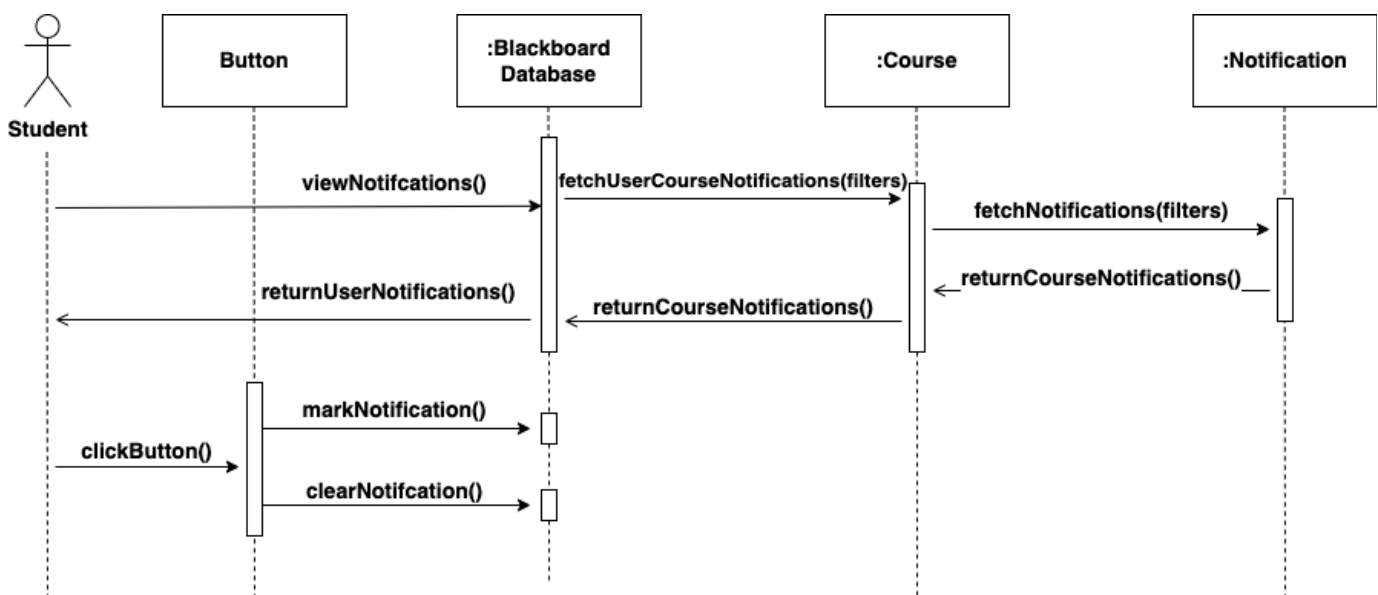 Student
Button
:Blackboard
Database
:Course
:Notification
viewNotifcations()
fetchUserCourseNotifications(filters)
fetchNotifications(filters)
returnCourseNotifications()
returnUserNotifications()
returnCourseNotifications()
markNotification()
clickButton()
clearNotifcation()